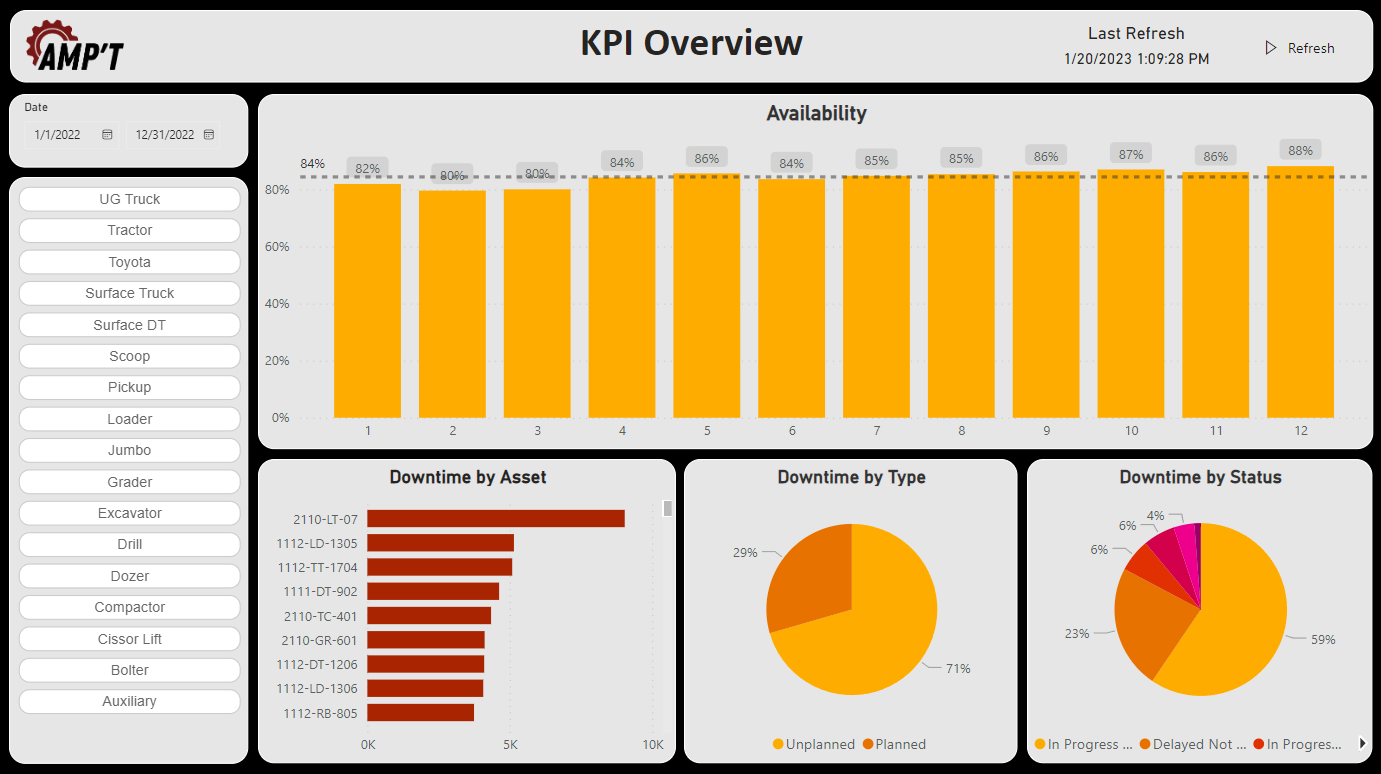 AMP'T
KPI Overview
Last Refresh
1/20/2023 1:09:28 PM
Refresh
Date
1/1/2022
12/31/2022
UG Truck
Tractor
Toyota
Surface Truck
Surface DT
Scoop
Pickup
Loader
Jumbo
Grader
Excavator
Drill
Dozer
Compactor
Cissor Lift
Bolter
Auxiliary
Availability
84%
82% 80% 80% 84% 86% 84% 85% 85% 86% 87% 86% 88%
80%
60%
40%
20%
0%
1 2 3 4 5 6 7 8 9 10 11 12
Downtime by Asset
2110-LT-07
1112-LD-1305
1112-TT-1704
1111-DT-902
2110-TC-401
2110-GR-601
1112-DT-1206
1112-LD-1306
1112-RB-805
0K 5K 10K
Downtime by Type
29%
71%
Unplanned Planned
Downtime by Status
4%
6%
6%
23%
59%
In Progress ... Delayed Not ... In Progres...